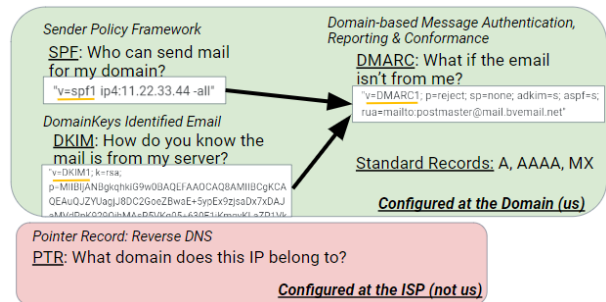 Sender Policy Framework
SPF: Who can send mail
for my domain?
"v=spf1 ip4:11.22.33.44 -all"
DomainKeys Identified Email
DKIM: How do you know the
mail is from my server?
"v=DKIM1; k=rsa;
p=MIIBIjANBgkqhkiG9w0BAQEFAAOCAQ8AMIIBCgKCA
QEAuQJZYUagjJ8DC2GoeZBwaE+5ypEx9zjsaDx7xDAJ
Domain-based Message Authentication,
Reporting & Conformance
DMARC: What if the email
isn't from me?
"v=DMARC1; p=reject; sp=none; adkim=s; aspf=s;
rua=mailto:postmaster@mail.bvemail.net"
Standard Records: A, AAAA, MX
Configured at the Domain (us)
Pointer Record: Reverse DNS
PTR: What domain does this IP belong to?
Configured at the ISP (not us)